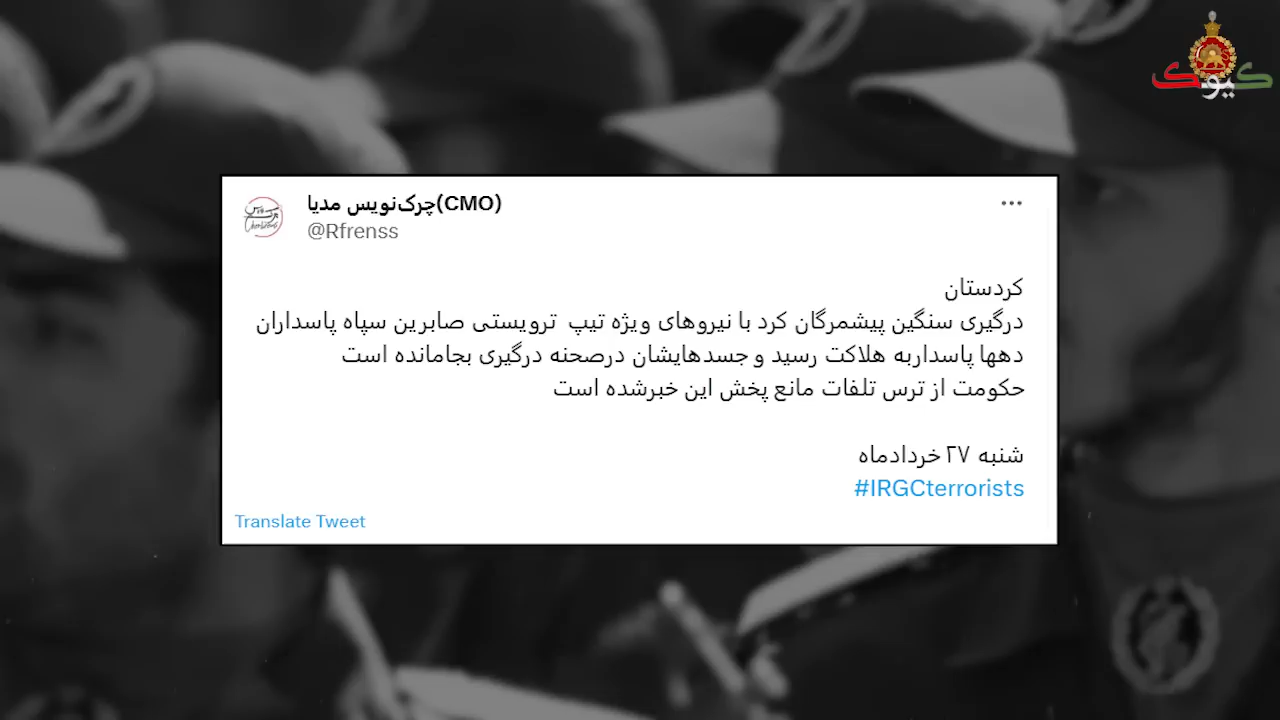 کیوک
چرک‌نویس مدیا(CMO)
@Rfrenss
کردستان
درگیری سنگین پیشمرگان کرد با نیروهای ویژه تیپ ترویستی صابرین سپاه پاسداران
دهها پاسداربه هلاکت رسید و جسدهایشان درصحنه درگیری بجامانده است
حکومت از ترس تلفات مانع پخش این خبرشده است
شنبه ۲۷ خردادماه
#IRGCterrorists
Translate Tweet